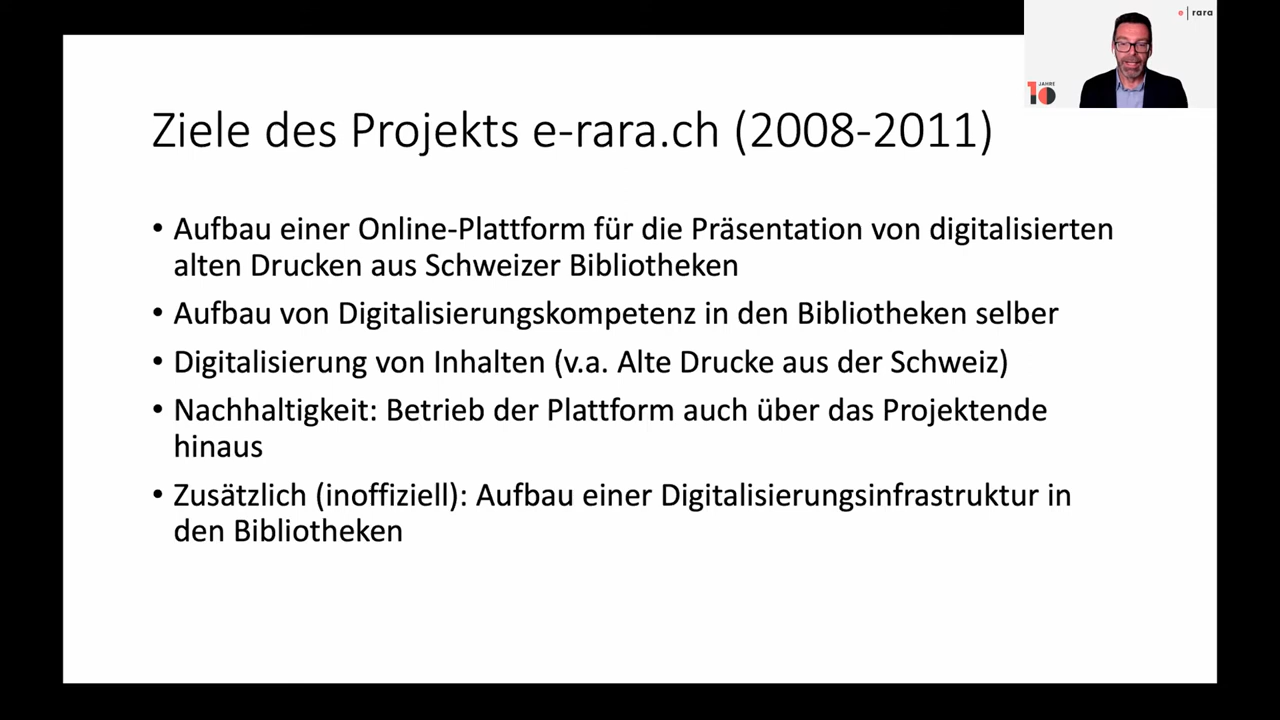 e | rara
10 JAHRE
Ziele des Projekts e-rara.ch (2008-2011)
• Aufbau einer Online-Plattform für die Präsentation von digitalisierten
alten Drucken aus Schweizer Bibliotheken
• Aufbau von Digitalisierungskompetenz in den Bibliotheken selber
• Digitalisierung von Inhalten (v.a. Alte Drucke aus der Schweiz)
• Nachhaltigkeit: Betrieb der Plattform auch über das Projektende
hinaus
• Zusätzlich (inoffiziell): Aufbau einer Digitalisierungsinfrastruktur in
den Bibliotheken